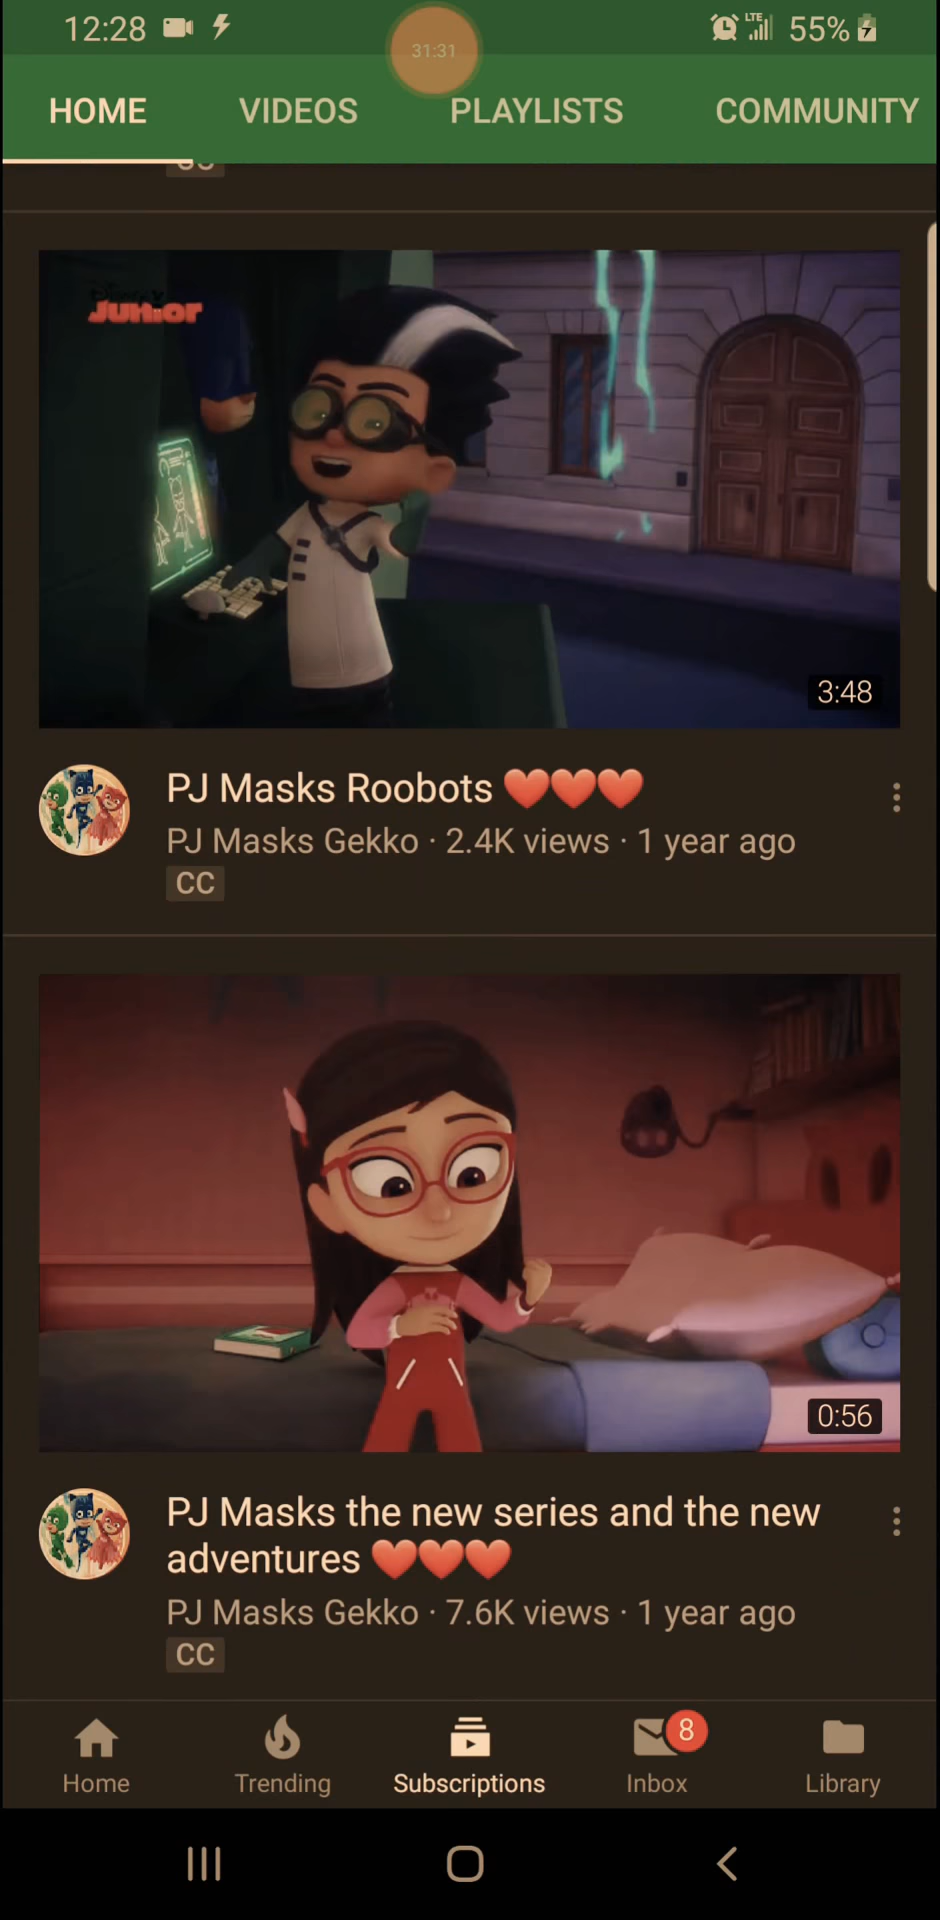 12:28
31:31
LTE
55%
HOME VIDEOS PLAYLISTS COMMUNITY
Disney
Junior
3:48
PJ Masks Roobots ❤️❤️❤️
PJ Masks Gekko · 2.4K views · 1 year ago
CC
0:56
PJ Masks the new series and the new
adventures ❤️❤️❤️
PJ Masks Gekko · 7.6K views · 1 year ago
CC
8
Home Trending Subscriptions Inbox Library